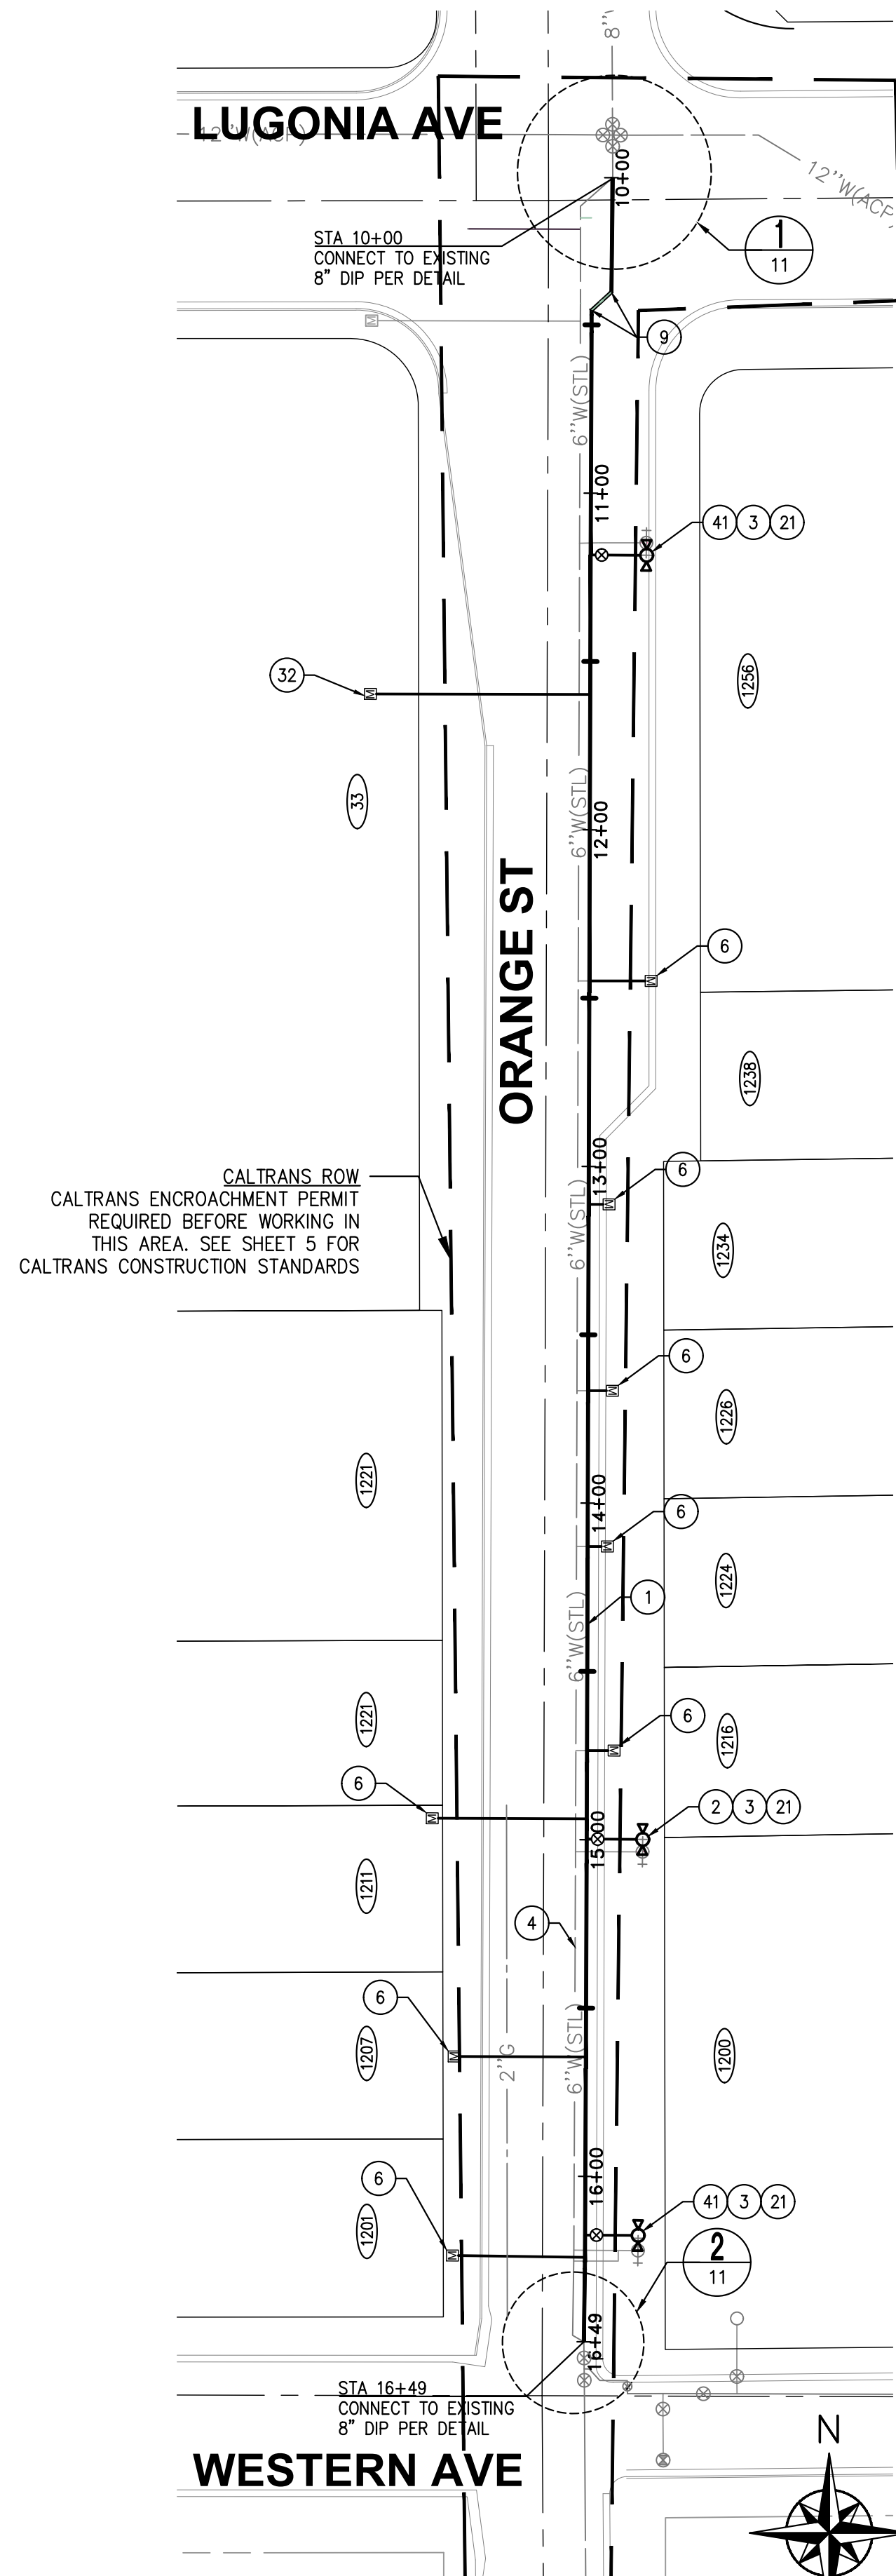 8"
LUGONIA AVE
12"W(ACP)
10+00
12"W(ACP)
STA 10+00
CONNECT TO EXISTING
8" DIP PER DETAIL
1
11
9
6"W(STL)
11+00
41 3 21
32
1256
33
6"W(STL)
12+00
ORANGE ST
6
1238
13+00
6
CALTRANS ROW
CALTRANS ENCROACHMENT PERMIT
REQUIRED BEFORE WORKING IN
THIS AREA. SEE SHEET 5 FOR
CALTRANS CONSTRUCTION STANDARDS
6"W(STL)
1234
6
1226
1221
14+00
6
1224
1
6"W(STL)
6
1221
1216
6
2 3 21
15+00
1211
4
6
1207
2"G
6"W(STL)
1200
16+00
6
1201
41 3 21
2
11
16+49
STA 16+49
CONNECT TO EXISTING
8" DIP PER DETAIL
WESTERN AVE
N